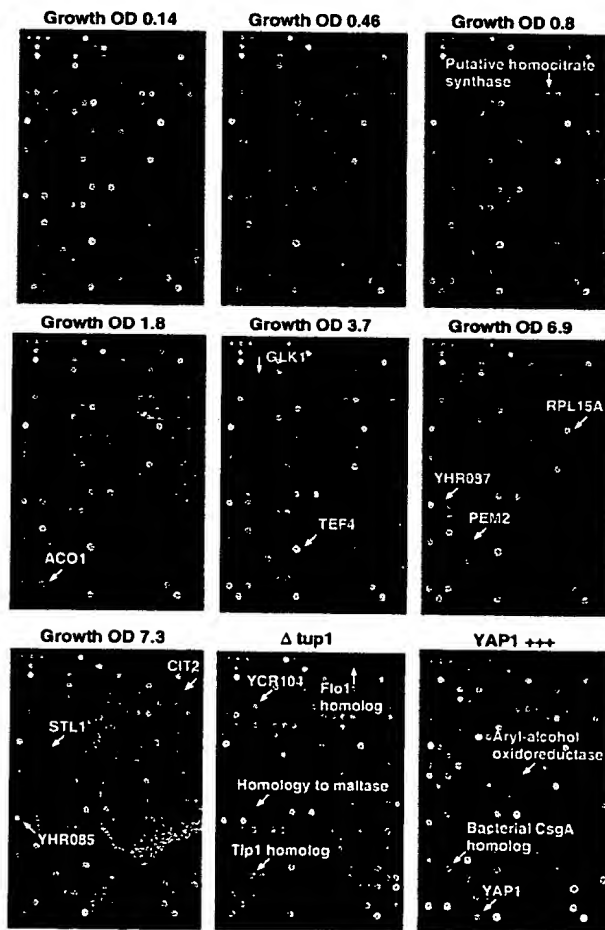 Growth OD 0.14
Growth OD 0.46
Growth OD 0.8
Putative homocitrate
synthase
Growth OD 1.8
Growth OD 3.7
Growth OD 6.9
GLK1
RPL15A
YHR087
PEM2
TEF4
ACO1
Growth OD 7.3
Δ tup1
YAP1 +++
CIT2
YCR104
Flo1
homolog
STL1
Aryl-alcohol
oxidoreductase
Homology to maltase
YHR085
Bacterial CsgA
homolog
Tip1 homolog
YAP1